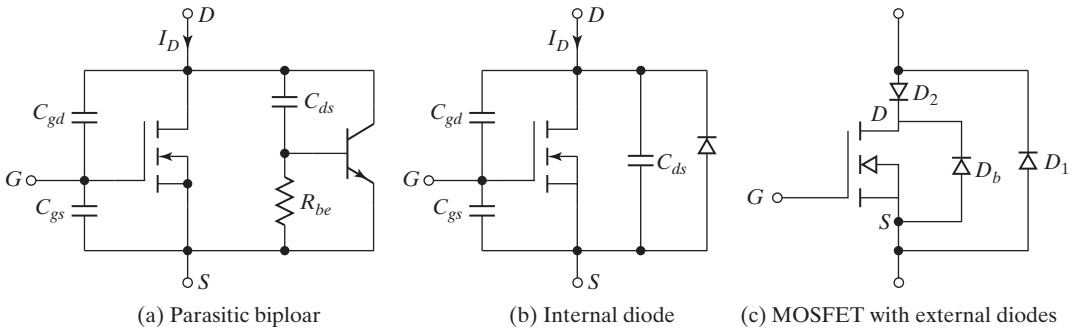 D
I_D
C_gd
C_ds
G
C_gs
R_be
S
(a) Parasitic biploar
D
I_D
C_gd
C_ds
G
C_gs
S
(b) Internal diode
D_2
D
D_b
D_1
G
S
(c) MOSFET with external diodes